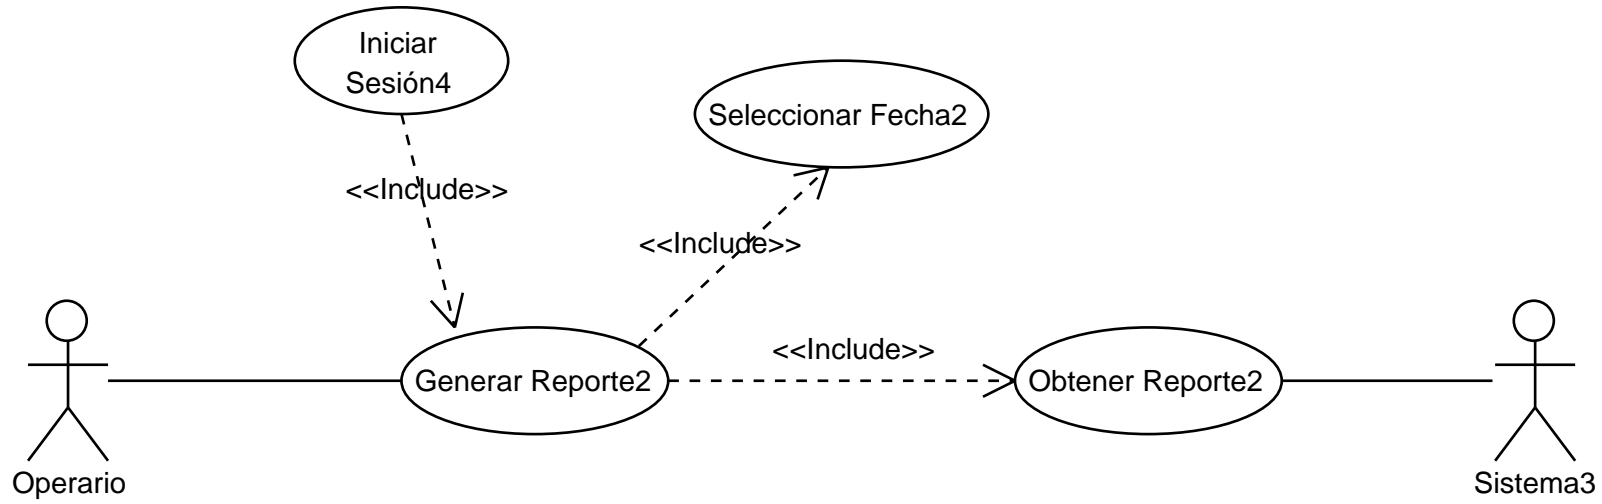 Iniciar
Sesión4
Seleccionar Fecha2
<<Include>>
<<Include>>
<<Include>>
Generar Reporte2
Obtener Reporte2
Operario
Sistema3